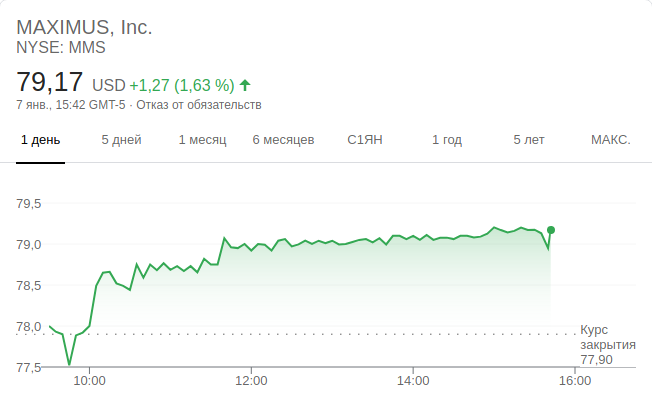 MAXIMUS, Inc.
NYSE: MMS
79,17 USD +1,27 (1,63 %)
7 янв., 15:42 GMT-5 · Отказ от обязательств
1 день 5 дней 1 месяц 6 месяцев С1ЯН 1 год 5 лет МАКС.
79,5
79,0
78,5
78,0
Курс
закрытия
77,90
77,5
10:00 12:00 14:00 16:00